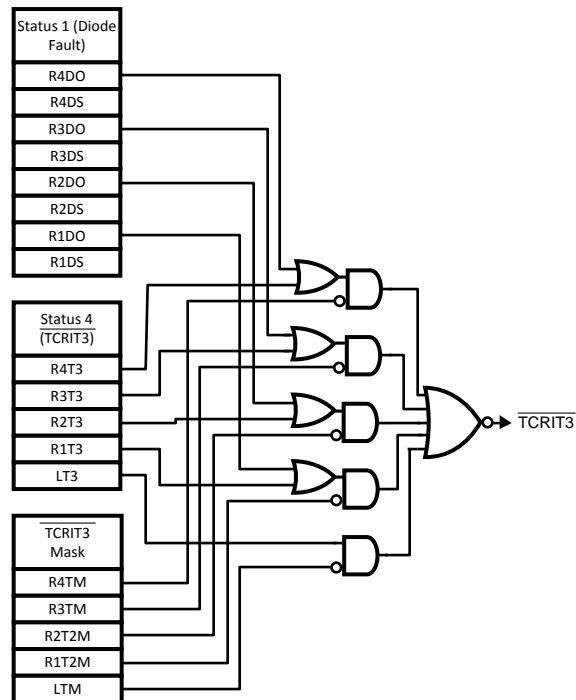 Status 1 (Diode
Fault)
R4DO
R4DS
R3DO
R3DS
R2DO
R2DS
R1DO
R1DS
Status 4
(TCRIT3)
R4T3
R3T3
R2T3
R1T3
LT3
TCRIT3
Mask
R4TM
R3TM
R2T2M
R1T2M
LTM
TCRIT3